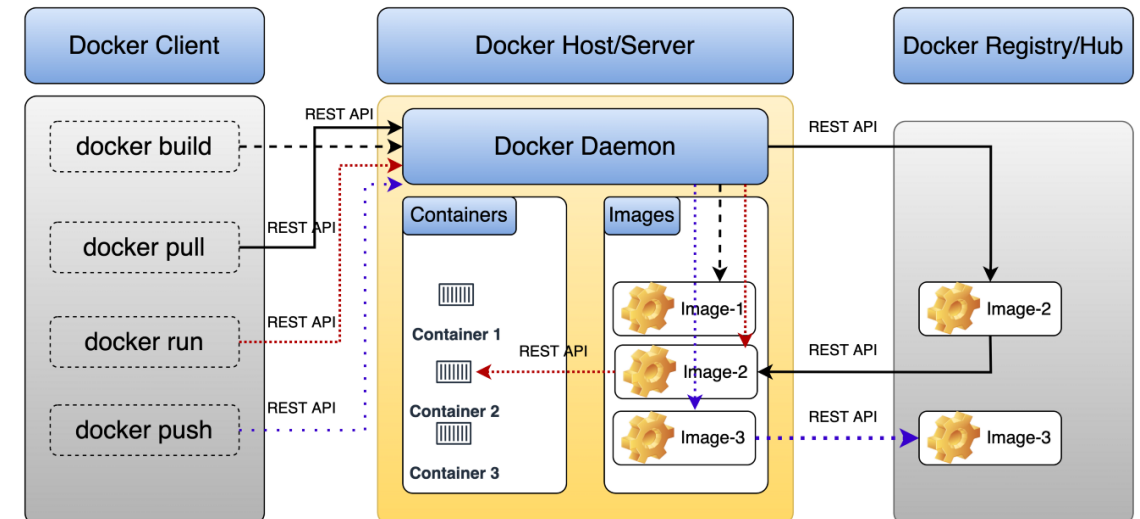 Docker Client
Docker Host/Server
Docker Registry/Hub
REST API
docker build
Docker Daemon
REST API
Containers
Images
docker pull
REST API
Container 1
Image-1
Image-2
docker run
REST API
REST API
Image-2
REST API
Container 2
docker push
REST API
Image-3
REST API
Image-3
Container 3